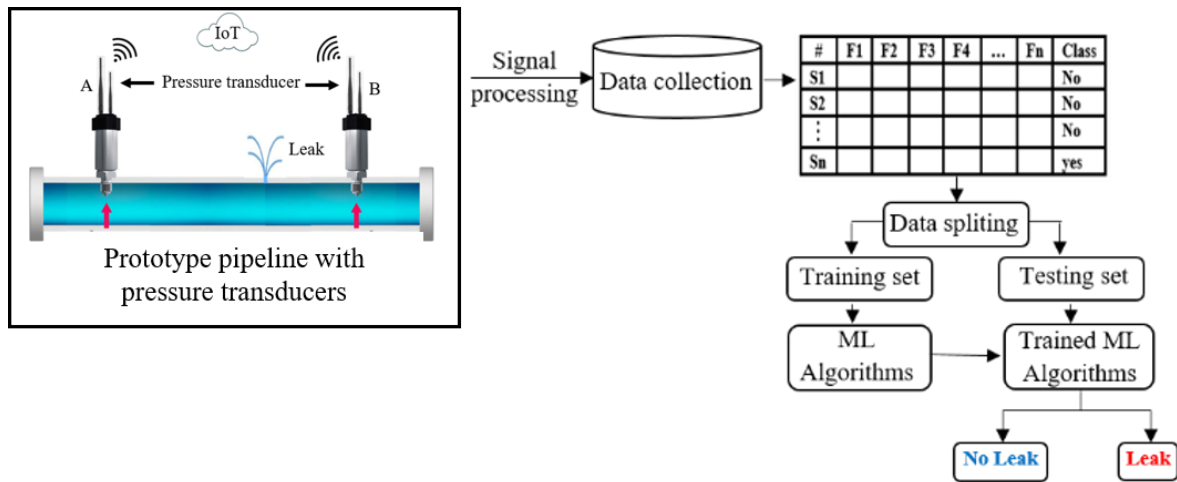 IoT
A
Pressure transducer
B
Leak
Prototype pipeline with
pressure transducers
Signal
processing
Data collection
# F1 F2 F3 F4 ... Fn Class
S1 No
S2 No
⋮ No
Sn yes
Data spliting
Training set
Testing set
ML
Algorithms
Trained ML
Algorithms
No Leak
Leak